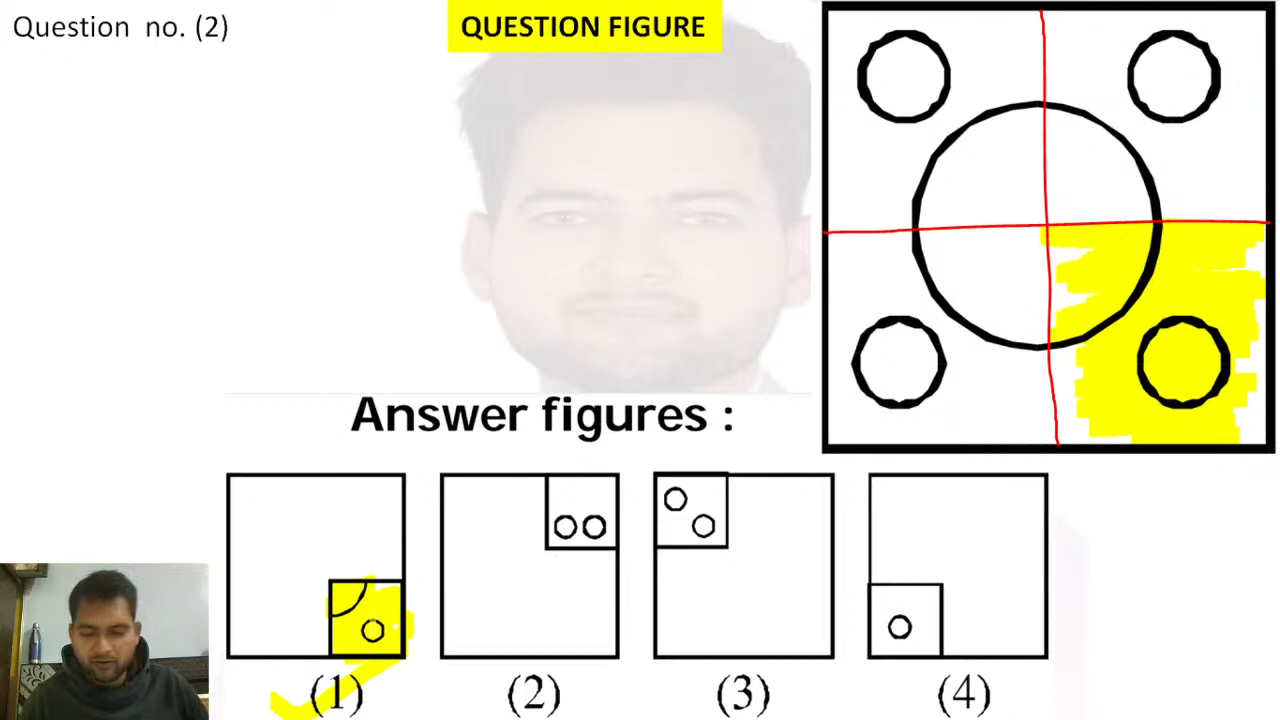 Question no. (2)
QUESTION FIGURE
Answer figures :
(1)
(2)
(3)
(4)